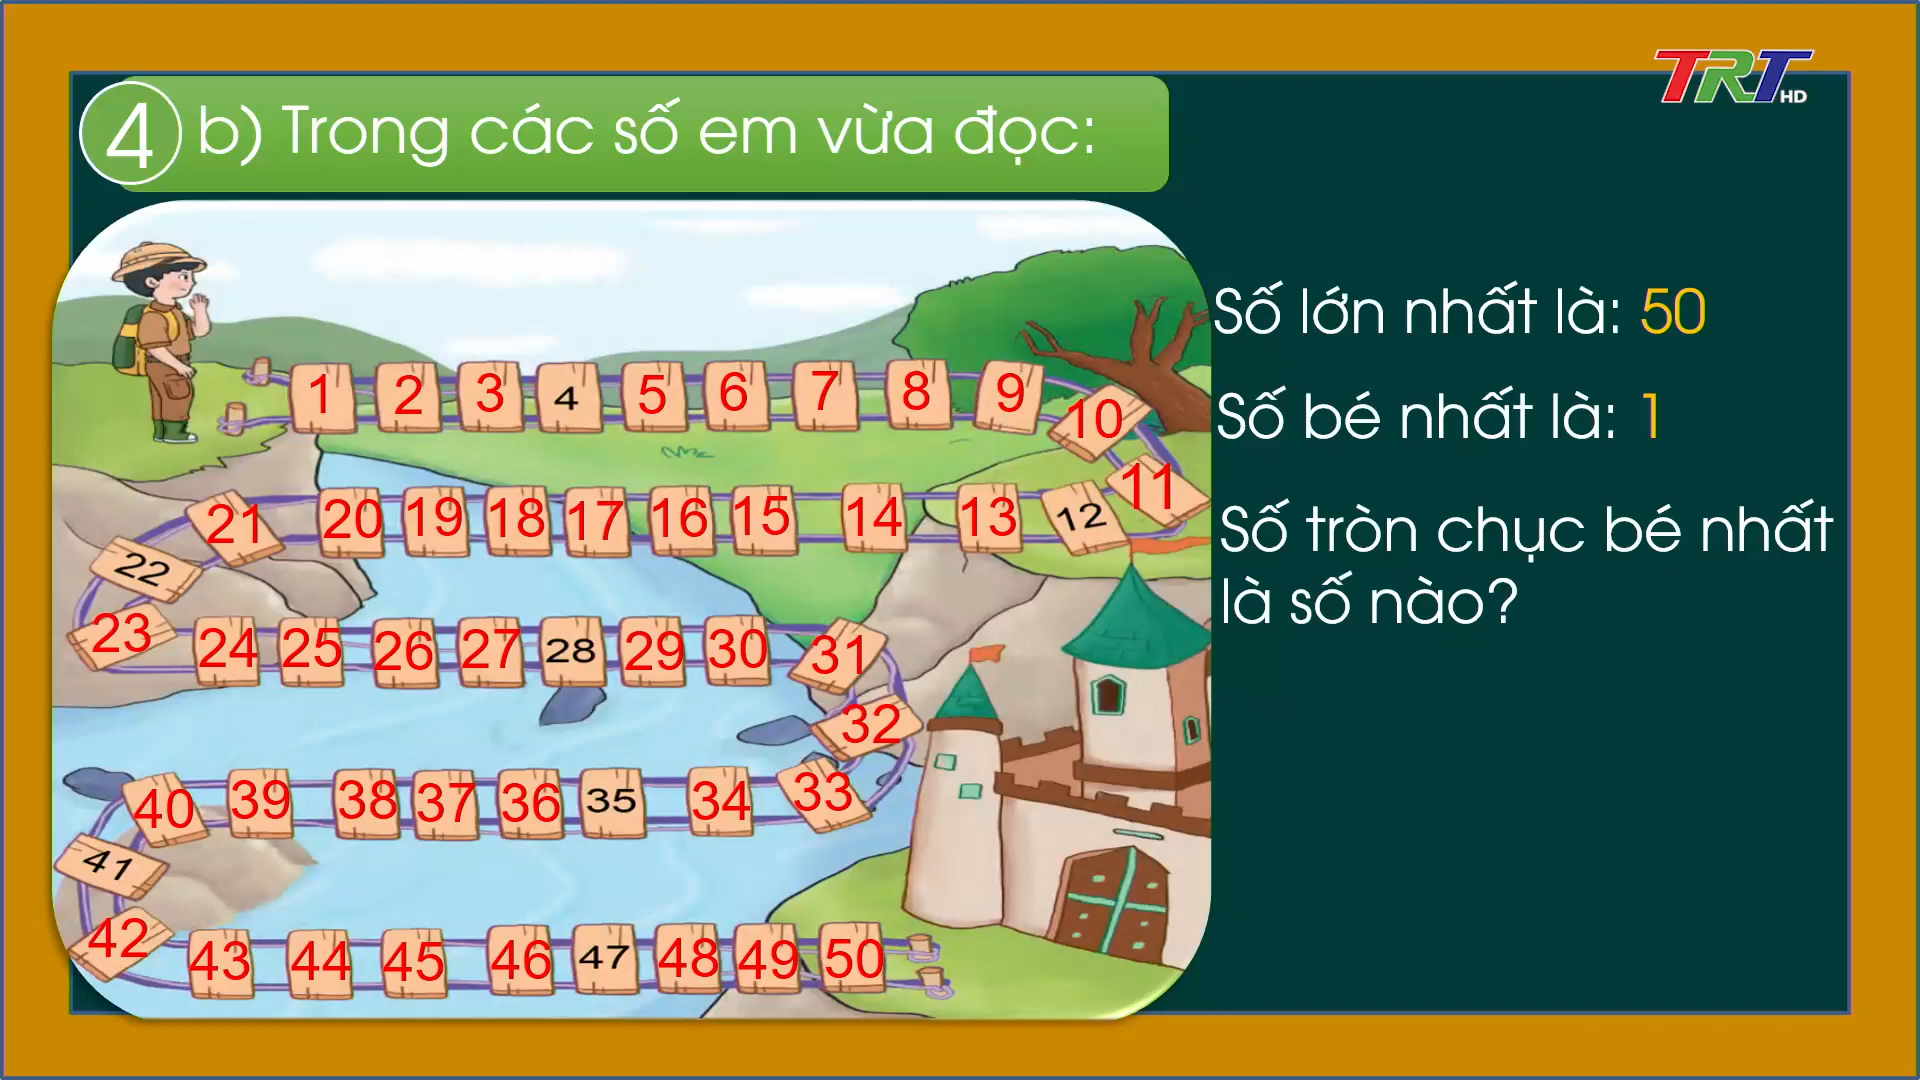 TRT HD
4 b) Trong các số em vừa đọc:
Số lớn nhất là: 50
Số bé nhất là: 1
Số tròn chục bé nhất
là số nào?
1 2 3 4 5 6 7 8 9 10
11
21 20 19 18 17 16 15 14 13 12
22
23 24 25 26 27 28 29 30 31
32
40 39 38 37 36 35 34 33
41
42 43 44 45 46 47 48 49 50